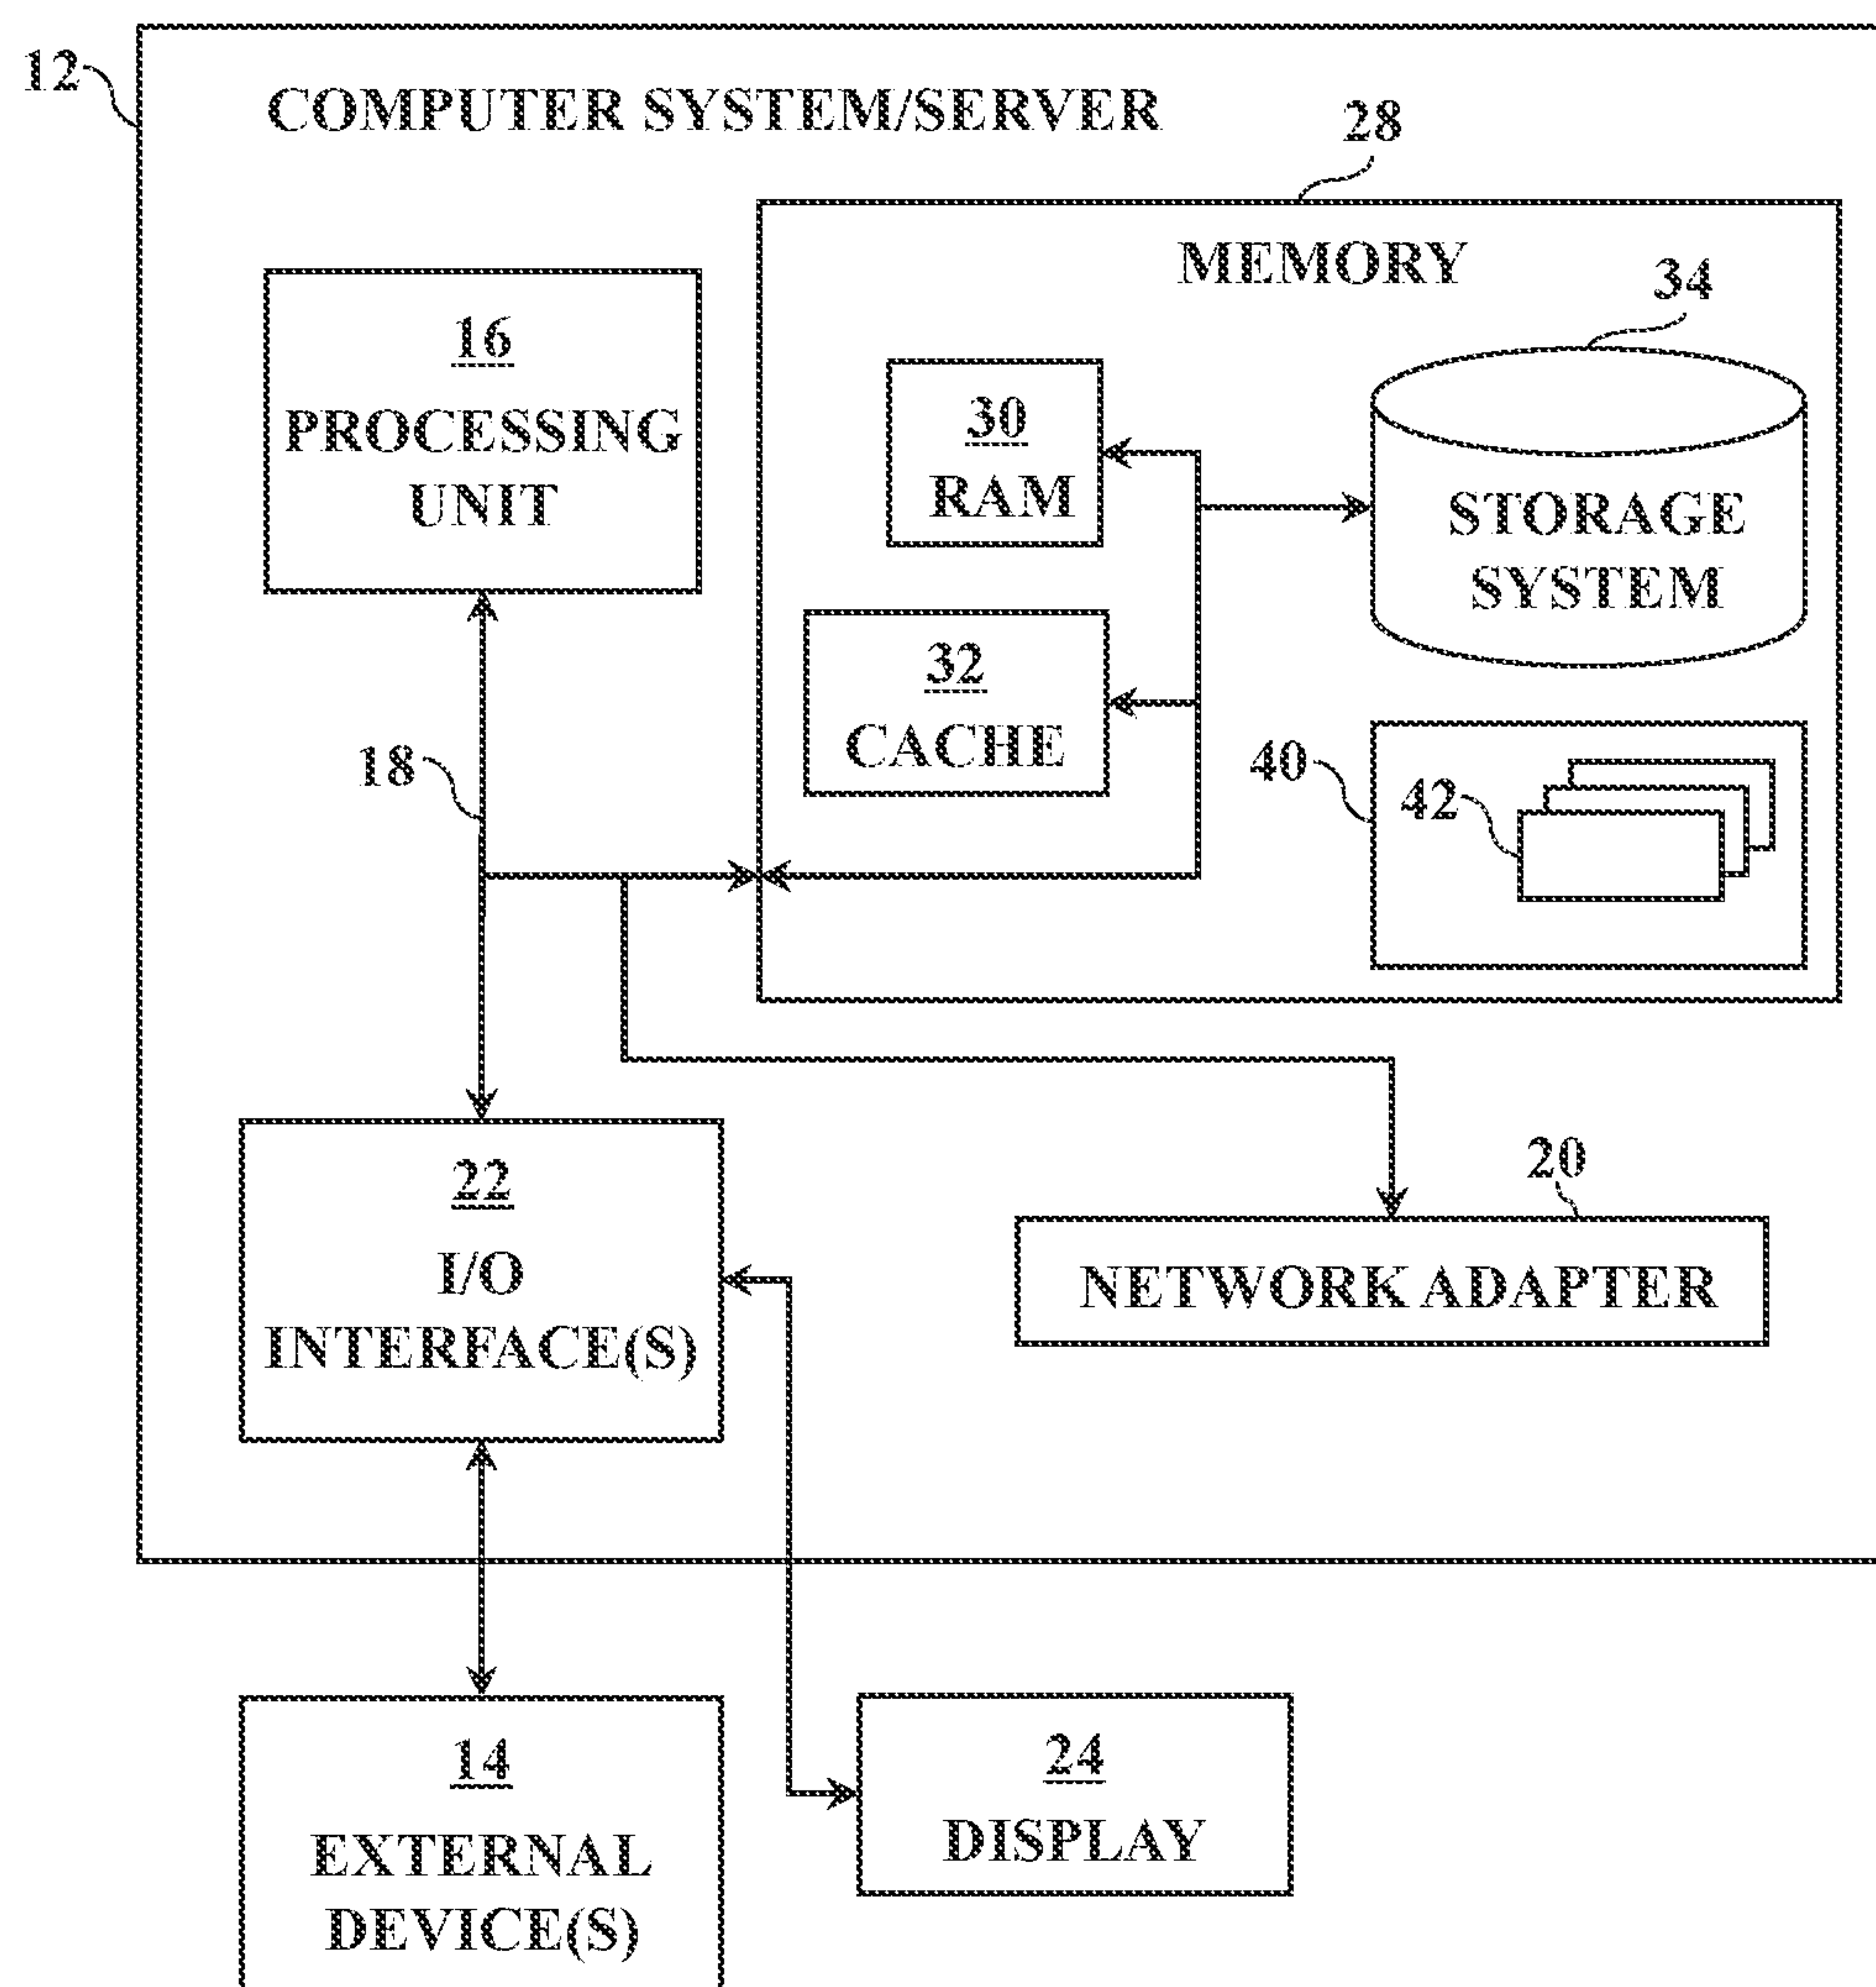 12
COMPUTER SYSTEM/SERVER
28
MEMORY
34
16
PROCESSING
UNIT
30
RAM
STORAGE
SYSTEM
32
CACHE
18
40
42
22
I/O
INTERFACE(S)
20
NETWORK ADAPTER
14
EXTERNAL
DEVICE(S)
24
DISPLAY